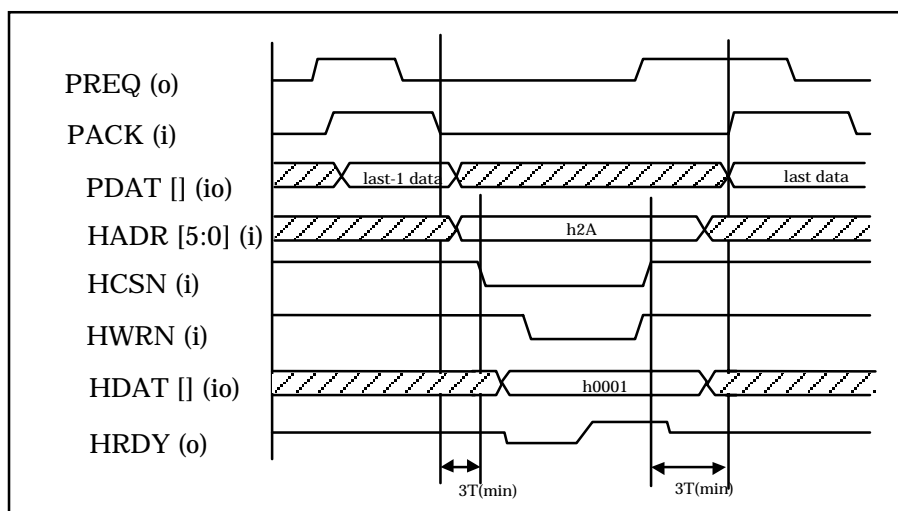 PREQ (o)
PACK (i)
PDAT [] (io)
last-1 data
last data
HADR [5:0] (i)
h2A
HCSN (i)
HWRN (i)
HDAT [] (io)
h0001
HRDY (o)
3T(min)
3T(min)